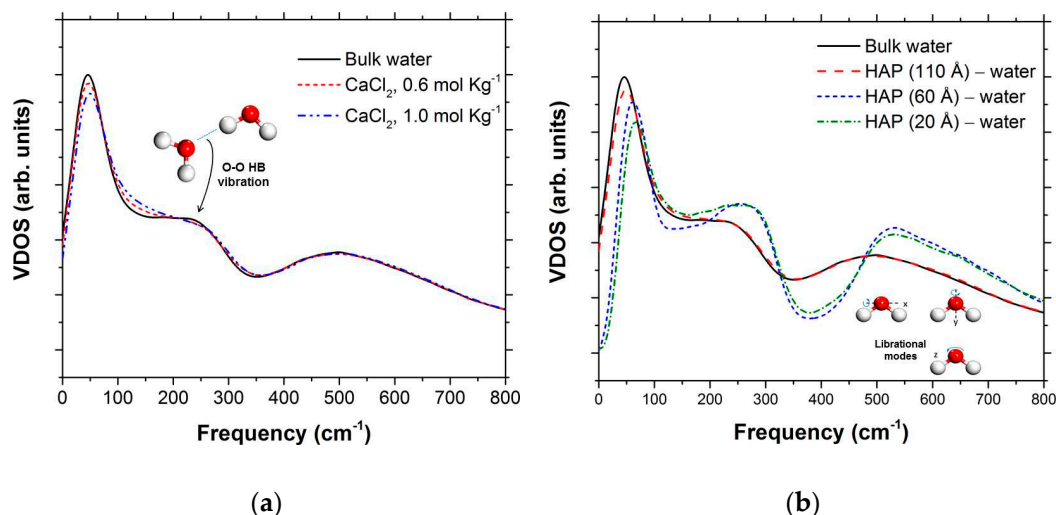 Bulk water
CaCl2, 0.6 mol Kg-1
CaCl2, 1.0 mol Kg-1
O-O HB
vibration
VDOS (arb. units)
0 100 200 300 400 500 600 700 800
Frequency (cm-1)
(a)
Bulk water
HAP (110 Å) – water
HAP (60 Å) – water
HAP (20 Å) – water
VDOS (arb. units)
x
y
Librational
modes
z
0 100 200 300 400 500 600 700 800
Frequency (cm-1)
(b)